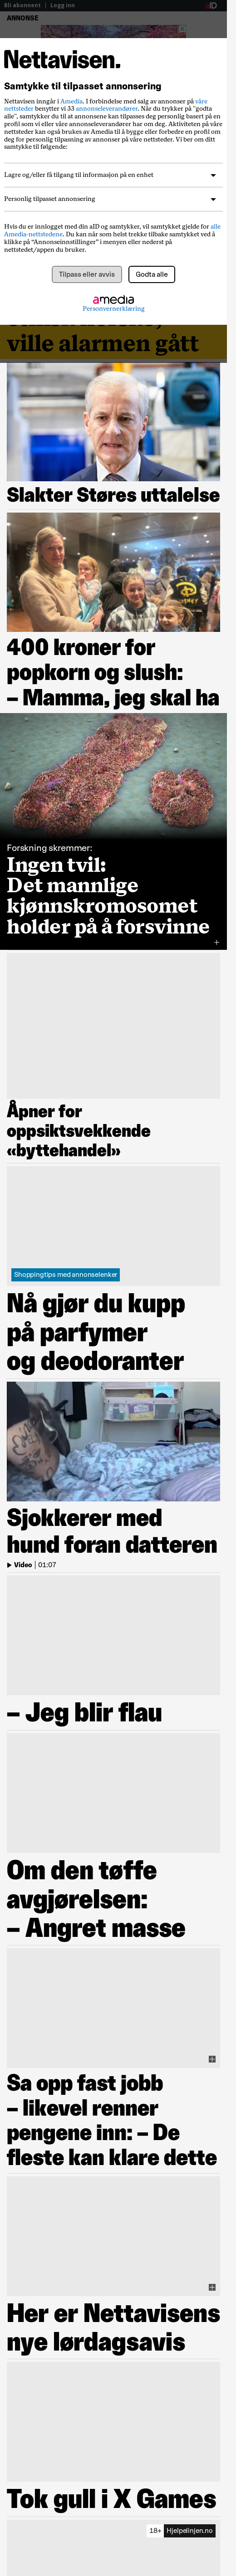 Bli abonnent | Logg inn
ANNONSE
Nettavisen.
Samtykke til tilpasset annonsering
Nettavisen inngår i Amedia. I forbindelse med salg av annonser på våre
nettsteder benytter vi 33 annonseleverandører. Når du trykker på "godta
alle", samtykker du til at annonsene kan tilpasses deg personlig basert på en
profil som vi eller våre annonseleverandører har om deg. Aktiviteten på våre
nettsteder kan også brukes av Amedia til å bygge eller forbedre en profil om
deg for personlig tilpasning av annonser på våre nettsteder. Vi ber om ditt
samtykke til følgende:
Lagre og/eller få tilgang til informasjon på en enhet
Personlig tilpasset annonsering
Hvis du er innlogget med din aID og samtykker, vil samtykket gjelde for alle
Amedia-nettstedene. Du kan når som helst trekke tilbake samtykket ved å
klikke på "Annonseinnstillinger" i menyen eller nederst på
nettstedet/appen du bruker.
Tilpass eller avvis
Godta alle
amedia
Personvernerklæring
ville alarmen gått
Slakter Støres uttalelse
400 kroner for
popkorn og slush:
– Mamma, jeg skal ha
Forskning skremmer:
Ingen tvil:
Det mannlige
kjønnskromosomet
holder på å forsvinne
Åpner for
oppsiktsvekkende
«byttehandel»
Shoppingtips med annonselenker
Nå gjør du kupp
på parfymer
og deodoranter
Sjokkerer med
hund foran datteren
Video | 01:07
– Jeg blir flau
Om den tøffe
avgjørelsen:
– Angret masse
Sa opp fast jobb
– likevel renner
pengene inn: – De
fleste kan klare dette
Her er Nettavisens
nye lørdagsavis
Tok gull i X Games
18+ Hjelpelinjen.no